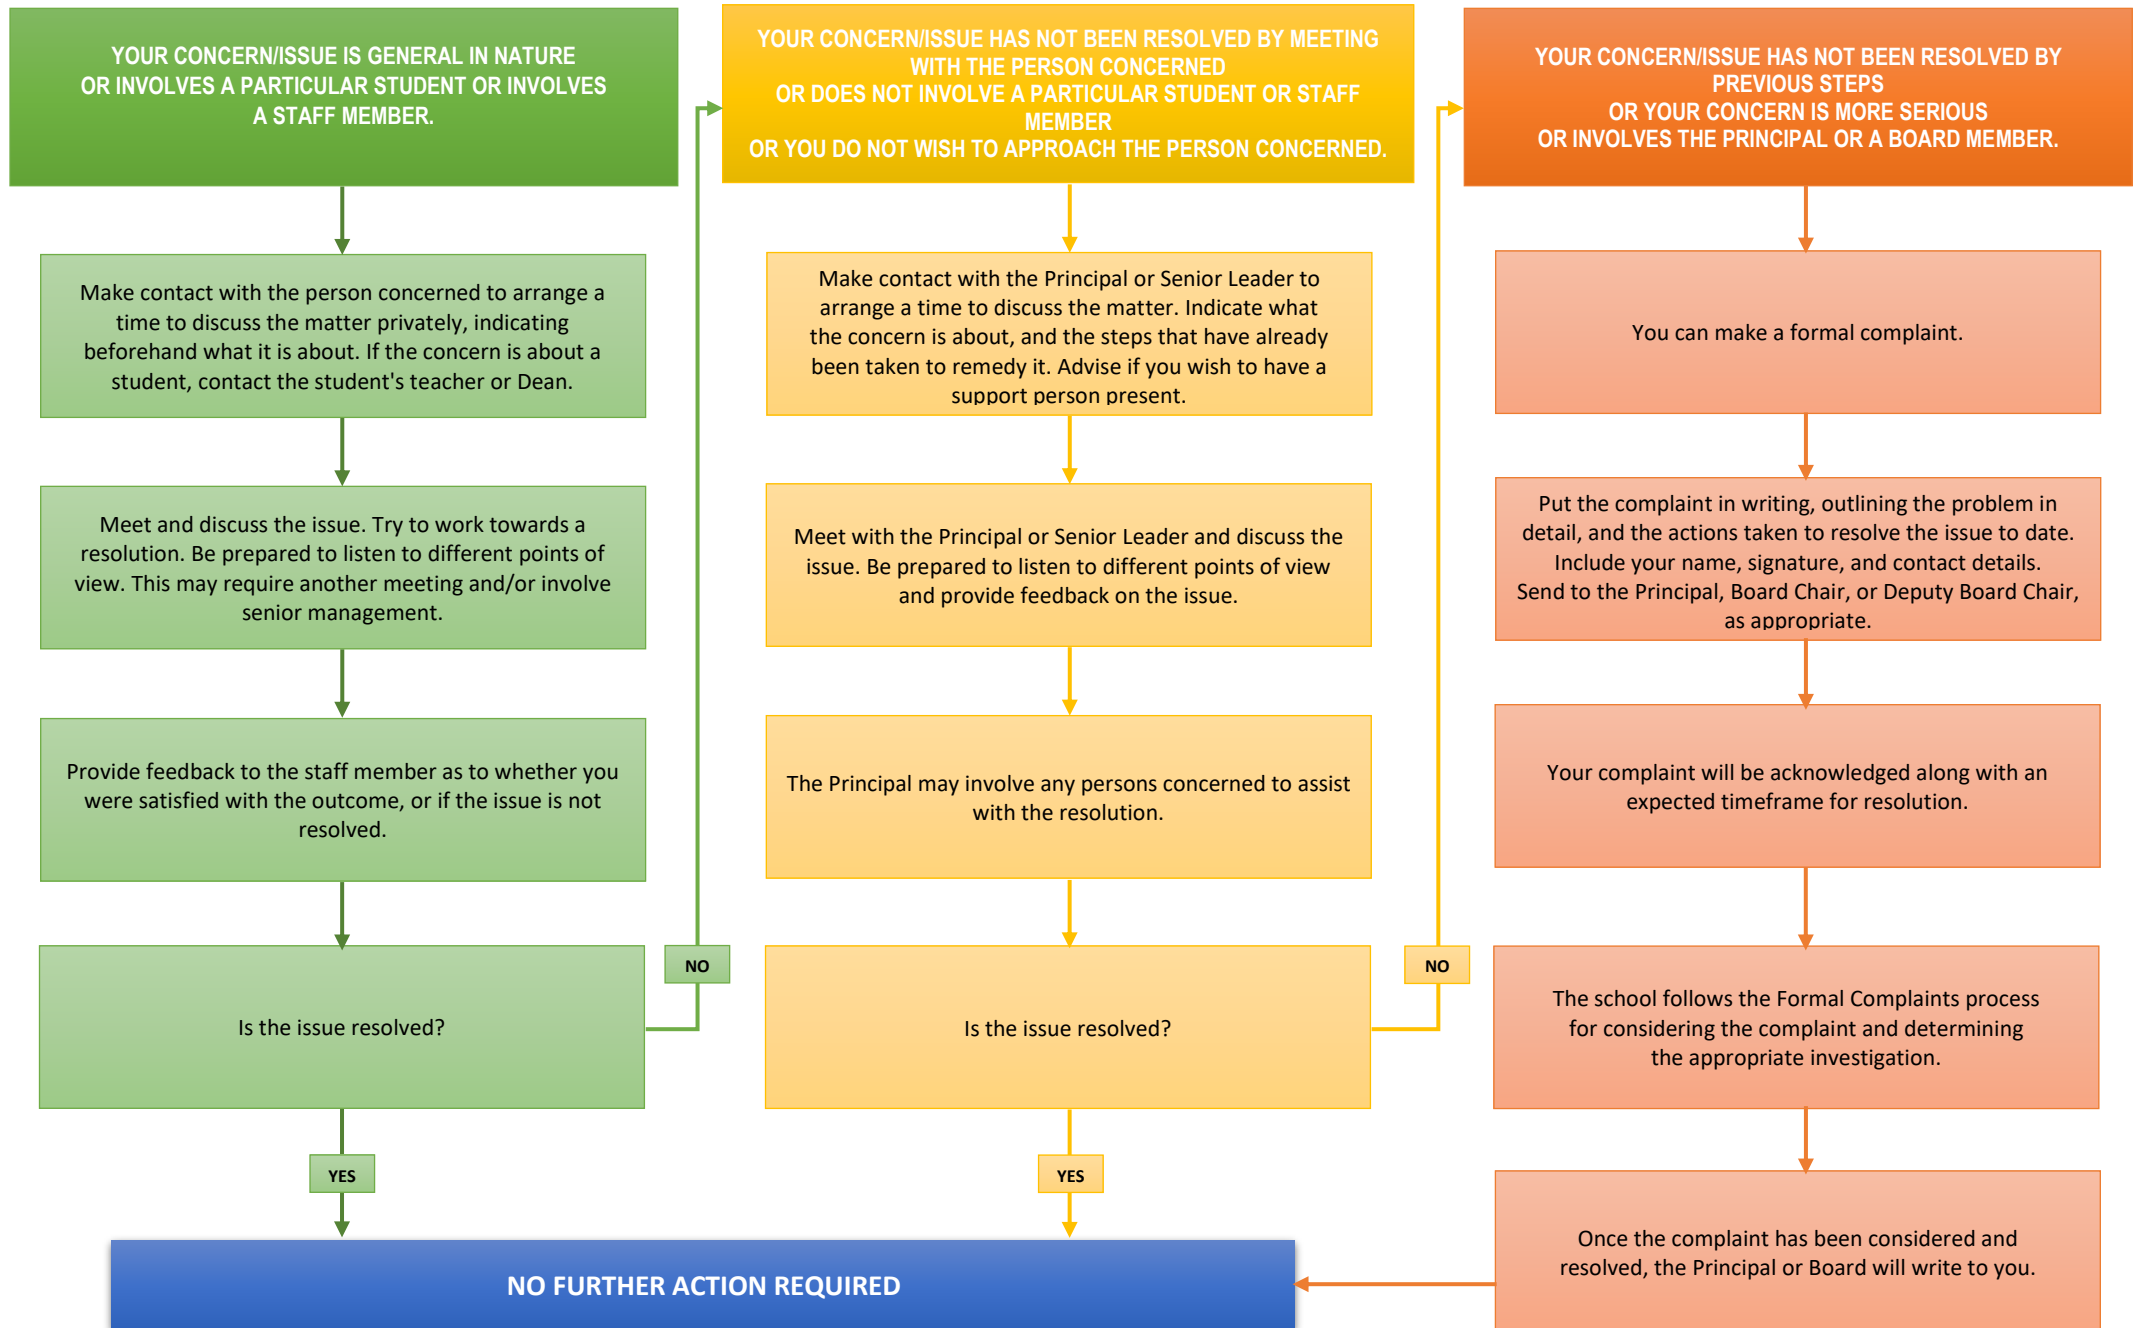 YOUR CONCERN/ISSUE IS GENERAL IN NATURE
OR INVOLVES A PARTICULAR STUDENT OR INVOLVES
A STAFF MEMBER.
Make contact with the person concerned to arrange a
time to discuss the matter privately, indicating
beforehand what it is about. If the concern is about a
student, contact the student's teacher or Dean.
Meet and discuss the issue. Try to work towards a
resolution. Be prepared to listen to different points of
view. This may require another meeting and/or involve
senior management.
Provide feedback to the staff member as to whether you
were satisfied with the outcome, or if the issue is not
resolved.
Is the issue resolved?
NO
YES
YOUR CONCERN/ISSUE HAS NOT BEEN RESOLVED BY MEETING
WITH THE PERSON CONCERNED
OR DOES NOT INVOLVE A PARTICULAR STUDENT OR STAFF
MEMBER
OR YOU DO NOT WISH TO APPROACH THE PERSON CONCERNED.
Make contact with the Principal or Senior Leader to
arrange a time to discuss the matter. Indicate what
the concern is about, and the steps that have already
been taken to remedy it. Advise if you wish to have a
support person present.
Meet with the Principal or Senior Leader and discuss the
issue. Be prepared to listen to different points of view
and provide feedback on the issue.
The Principal may involve any persons concerned to assist
with the resolution.
Is the issue resolved?
NO
YES
YOUR CONCERN/ISSUE HAS NOT BEEN RESOLVED BY
PREVIOUS STEPS
OR YOUR CONCERN IS MORE SERIOUS
OR INVOLVES THE PRINCIPAL OR A BOARD MEMBER.
You can make a formal complaint.
Put the complaint in writing, outlining the problem in
detail, and the actions taken to resolve the issue to date.
Include your name, signature, and contact details.
Send to the Principal, Board Chair, or Deputy Board Chair,
as appropriate.
Your complaint will be acknowledged along with an
expected timeframe for resolution.
The school follows the Formal Complaints process
for considering the complaint and determining
the appropriate investigation.
Once the complaint has been considered and
resolved, the Principal or Board will write to you.
NO FURTHER ACTION REQUIRED